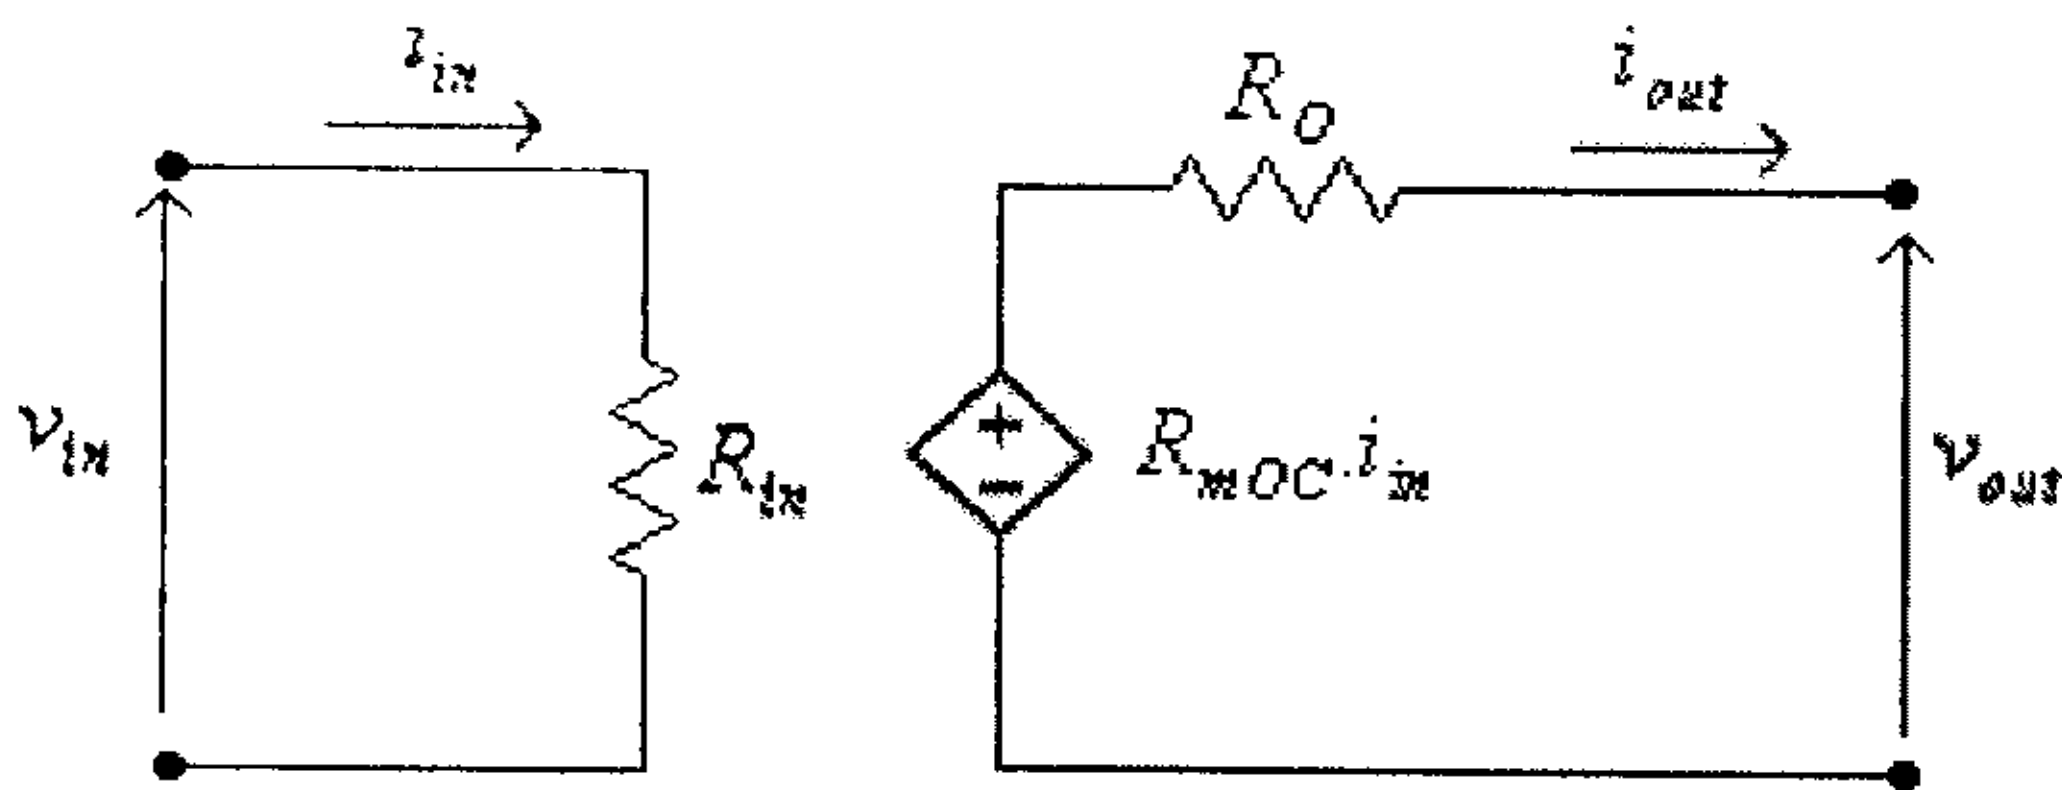 i_in
R_O
i_out
v_in
R_in
+
−
R_mOC.i_in
v_out